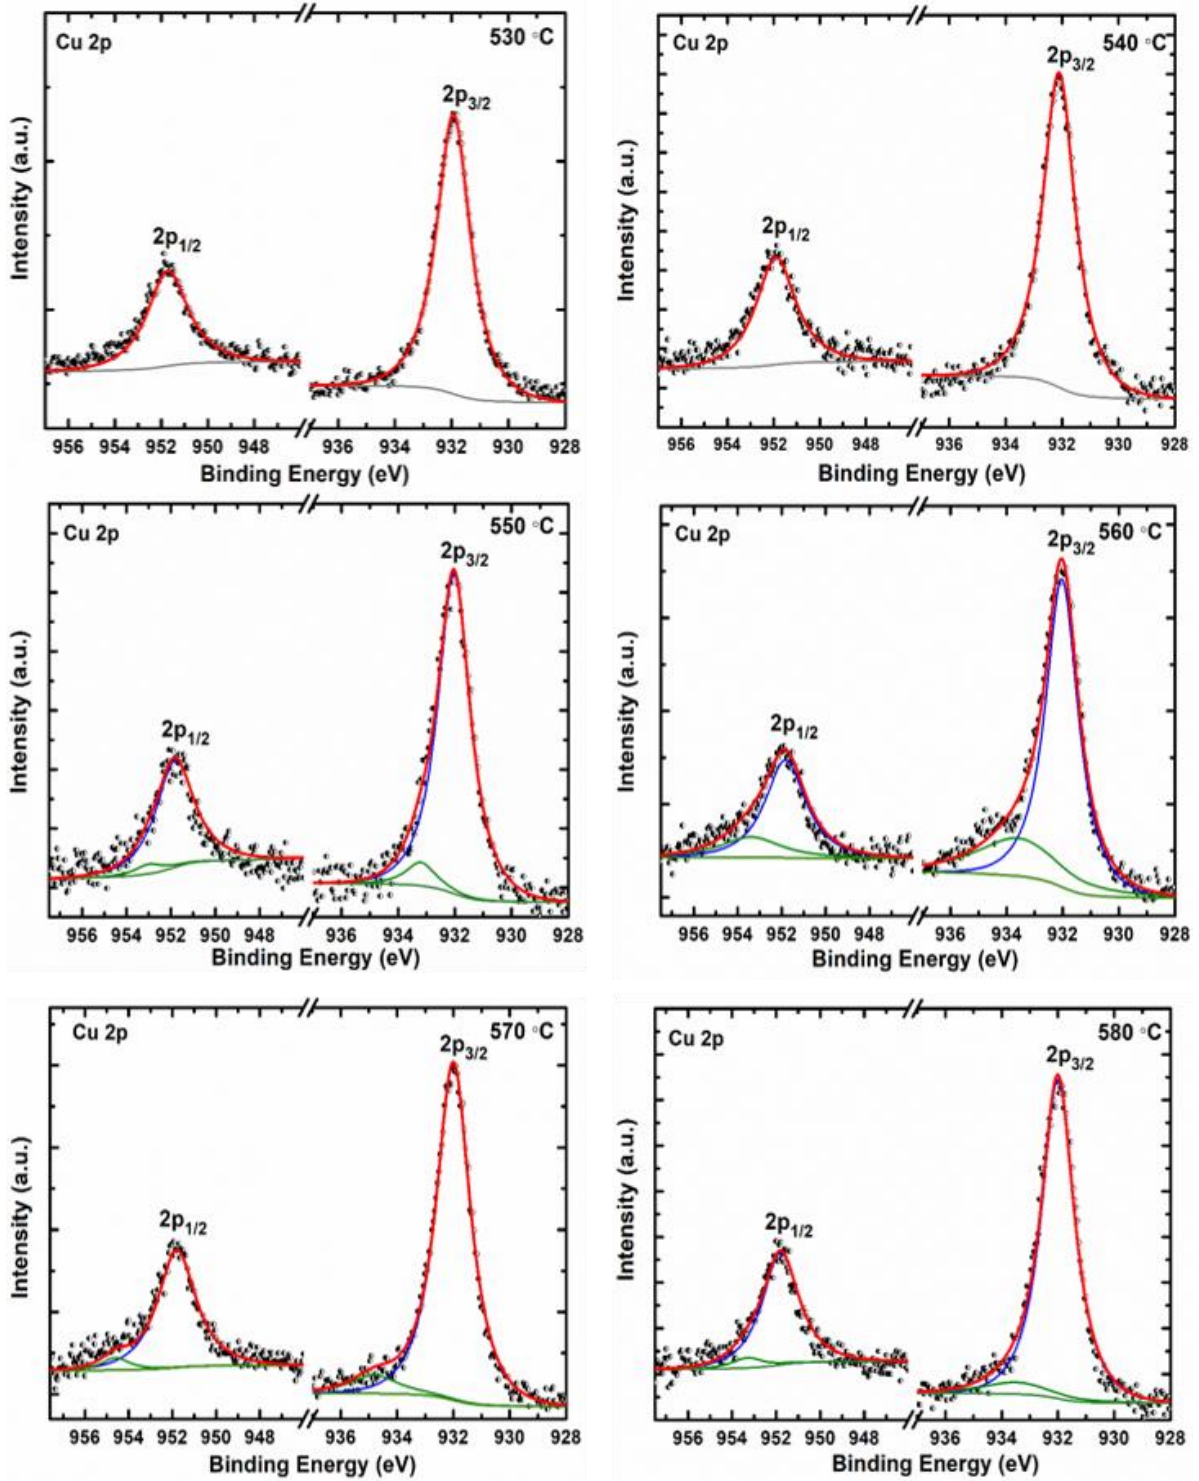 Cu 2p
530 °C
2p3/2
2p1/2
Intensity (a.u.)
956 954 952 950 948 936 934 932 930 928
Binding Energy (eV)
Cu 2p
540 °C
2p3/2
2p1/2
Intensity (a.u.)
956 954 952 950 948 936 934 932 930 928
Binding Energy (eV)
Cu 2p
550 °C
2p3/2
2p1/2
Intensity (a.u.)
956 954 952 950 948 936 934 932 930 928
Binding Energy (eV)
Cu 2p
560 °C
2p3/2
2p1/2
Intensity (a.u.)
956 954 952 950 948 936 934 932 930 928
Binding Energy (eV)
Cu 2p
570 °C
2p3/2
2p1/2
Intensity (a.u.)
956 954 952 950 948 936 934 932 930 928
Binding Energy (eV)
Cu 2p
580 °C
2p3/2
2p1/2
Intensity (a.u.)
956 954 952 950 948 936 934 932 930 928
Binding Energy (eV)